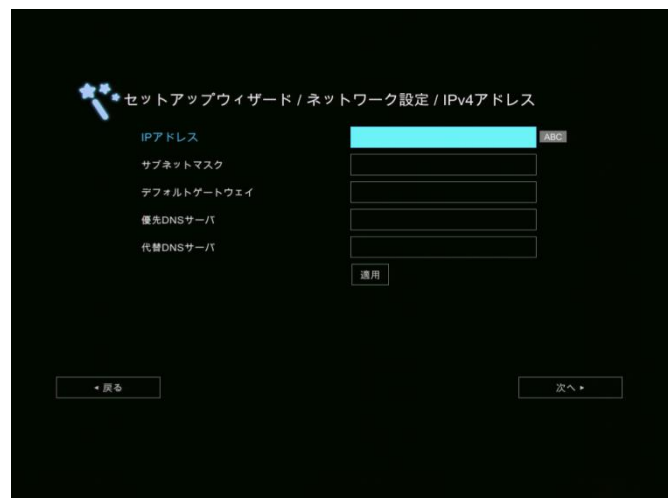 セットアップウィザード / ネットワーク設定 / IPv4アドレス
IPアドレス
ABC
サブネットマスク
デフォルトゲートウェイ
優先DNSサーバ
代替DNSサーバ
適用
◂ 戻る
次へ ▸